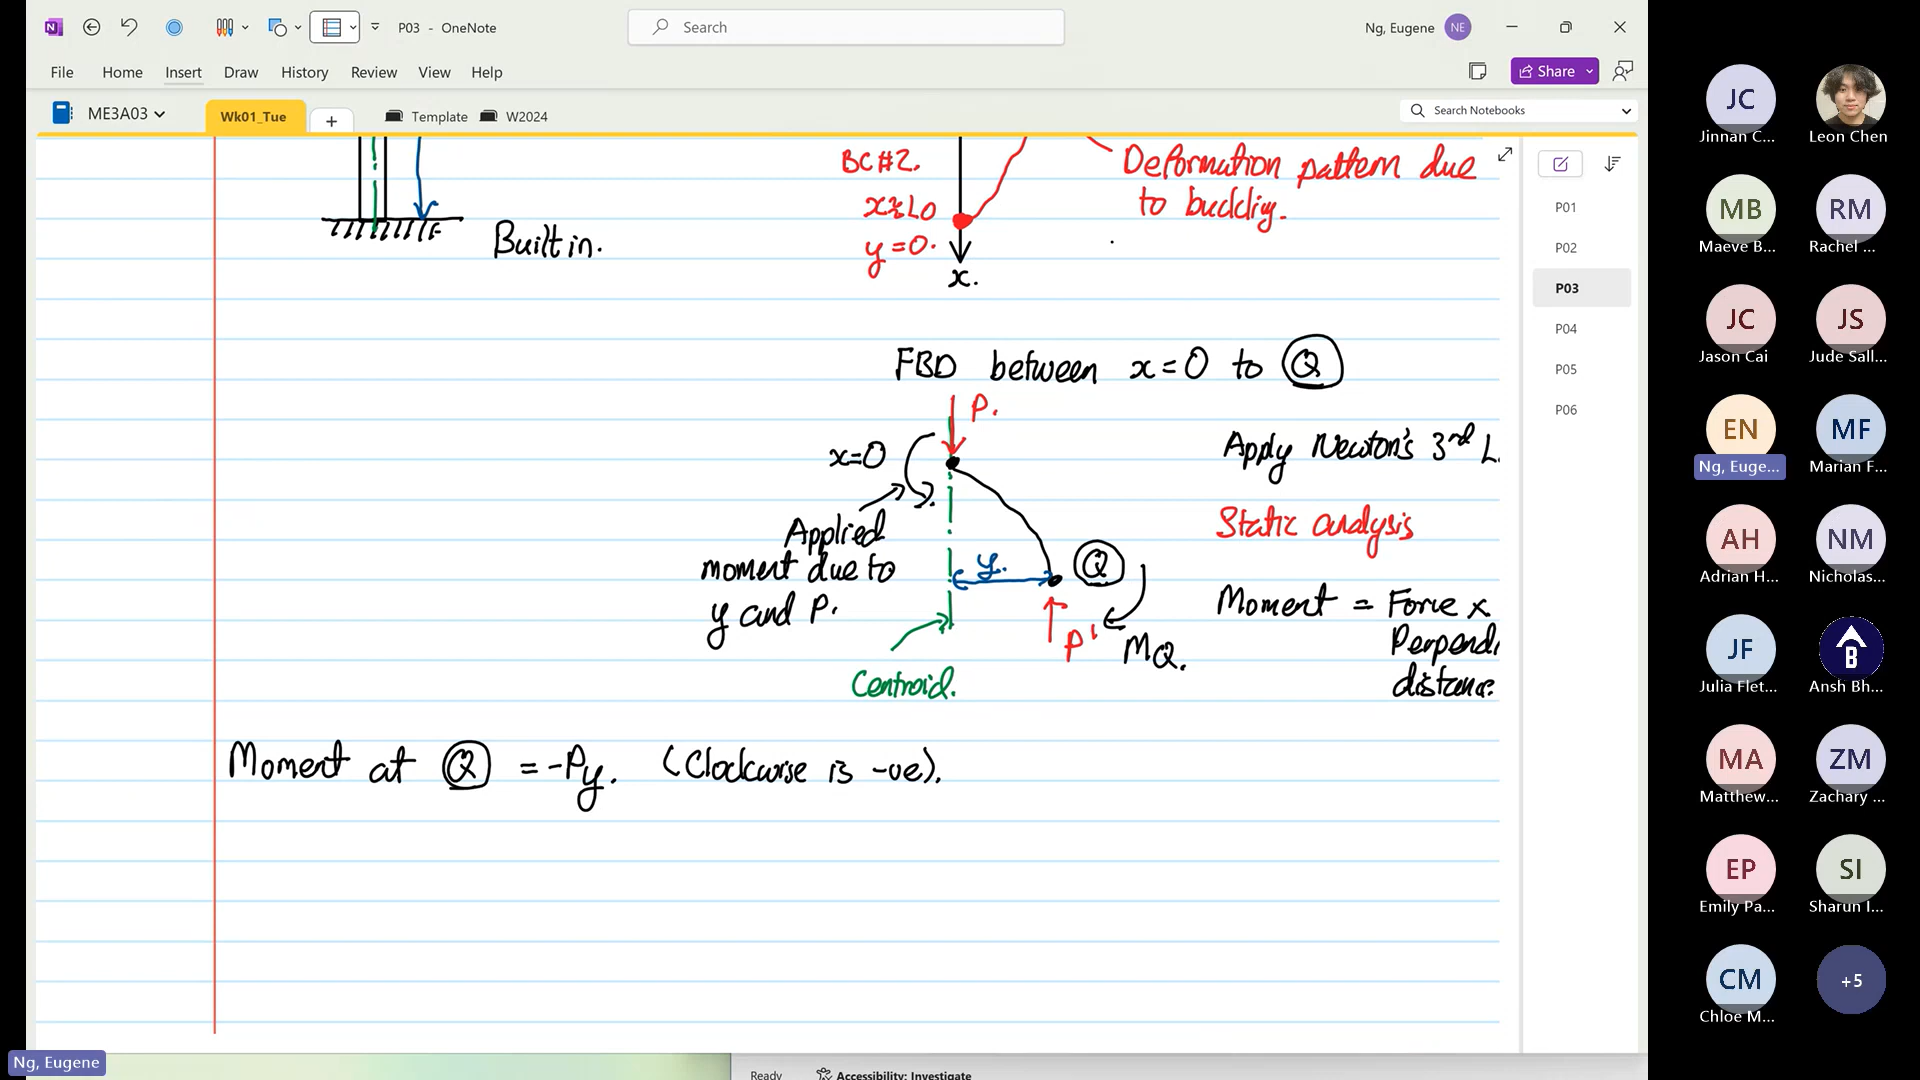 P03 - OneNote
Search
Ng, Eugene
NE
File Home Insert Draw History Review View Help
Share
ME3A03
Wk01_Tue
+
Template
W2024
Search Notebooks
P01
P02
P03
P04
P05
P06
BC#2.
x=L0
y=0.
x.
Deformation pattern due
to buckling.
Built in.
FBD between x=0 to Q
P.
x=0
Applied
moment due to
y and P.
y.
Q
P'
MQ.
Centroid.
Apply Newton's 3rd L.
Static analysis
Moment = Force x
Perpendi
distance.
Moment at Q = -Py. (Clockwise is -ve).
JC
Jinnan C...
Leon Chen
MB
Maeve B...
RM
Rachel ...
JC
Jason Cai
JS
Jude Sall...
EN
Ng, Euge...
MF
Marian F...
AH
Adrian H...
NM
Nicholas...
JF
Julia Flet...
B
Ansh Bh...
MA
Matthew...
ZM
Zachary ...
EP
Emily Pa...
SI
Sharun I...
CM
Chloe M...
+5
Ng, Eugene
Ready
Accessibility: Investigate